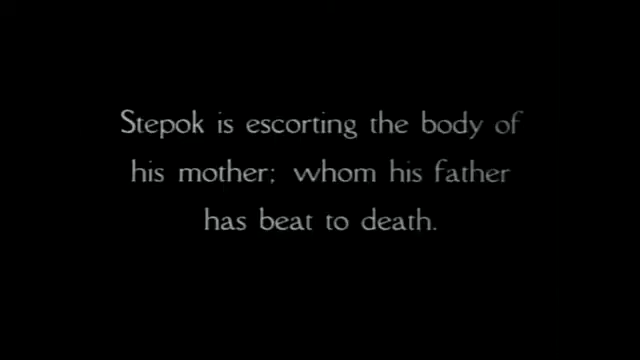 Stepok is escorting the body of
his mother; whom his father
has beat to death.